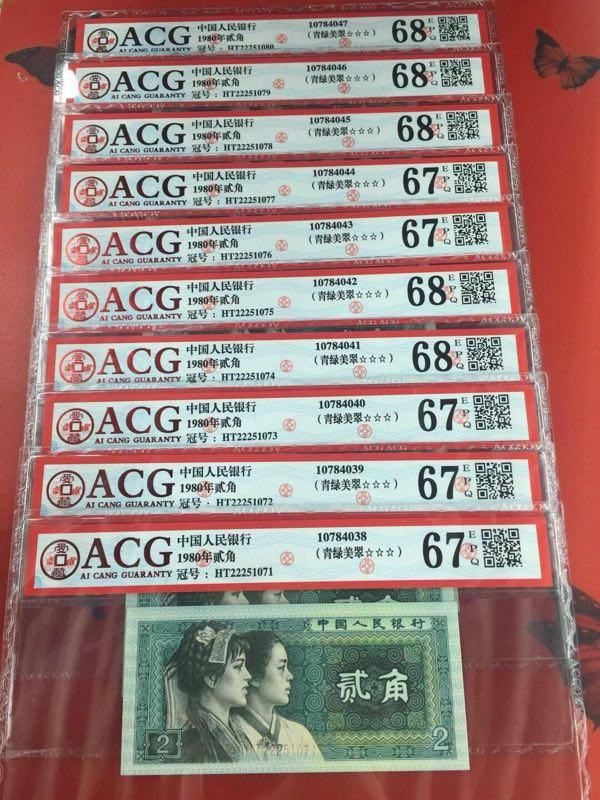 ACG
AI CANG GUARANTY
中国人民银行
1980年贰角
冠号：HT22251080
10784047
（青绿美翠☆☆☆）
68 EPQ
ACG
AI CANG GUARANTY
中国人民银行
1980年贰角
冠号：HT22251079
10784046
（青绿美翠☆☆☆）
68 EPQ
ACG
AI CANG GUARANTY
中国人民银行
1980年贰角
冠号：HT22251078
10784045
（青绿美翠☆☆☆）
68 EPQ
ACG
AI CANG GUARANTY
中国人民银行
1980年贰角
冠号：HT22251077
10784044
（青绿美翠☆☆☆）
67 EPQ
ACG
AI CANG GUARANTY
中国人民银行
1980年贰角
冠号：HT22251076
10784043
（青绿美翠☆☆☆）
67 EPQ
ACG
AI CANG GUARANTY
中国人民银行
1980年贰角
冠号：HT22251075
10784042
（青绿美翠☆☆☆）
68 EPQ
ACG
AI CANG GUARANTY
中国人民银行
1980年贰角
冠号：HT22251074
10784041
（青绿美翠☆☆☆）
68 EPQ
ACG
AI CANG GUARANTY
中国人民银行
1980年贰角
冠号：HT22251073
10784040
（青绿美翠☆☆☆）
67 EPQ
ACG
AI CANG GUARANTY
中国人民银行
1980年贰角
冠号：HT22251072
10784039
（青绿美翠☆☆☆）
67 EPQ
ACG
AI CANG GUARANTY
中国人民银行
1980年贰角
冠号：HT22251071
10784038
（青绿美翠☆☆☆）
67 EPQ
中国人民银行
贰角
2
HT22251071
2